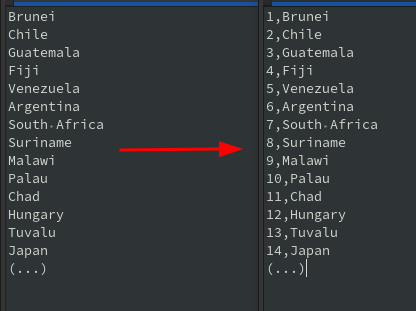 Brunei
Chile
Guatemala
Fiji
Venezuela
Argentina
South Africa
Suriname
Malawi
Palau
Chad
Hungary
Tuvalu
Japan
(...)
1,Brunei
2,Chile
3,Guatemala
4,Fiji
5,Venezuela
6,Argentina
7,South Africa
8,Suriname
9,Malawi
10,Palau
11,Chad
12,Hungary
13,Tuvalu
14,Japan
(...)